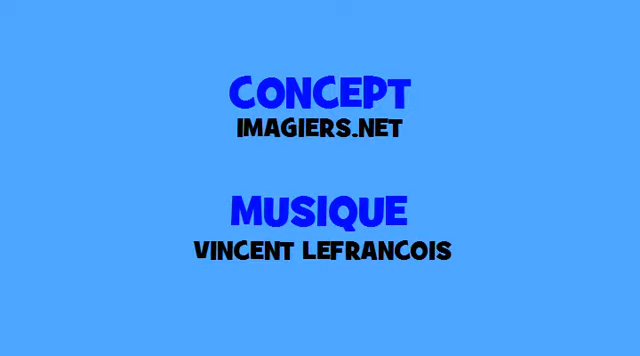 CONCEPT
IMAGIERS.NET
MUSIQUE
VINCENT LEFRANCOIS